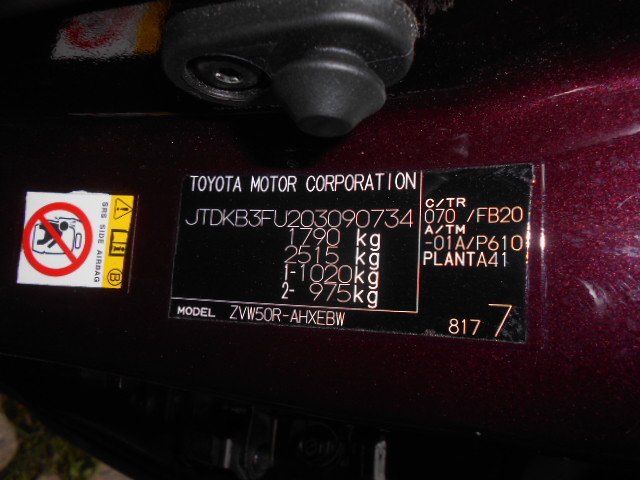 TOYOTA MOTOR CORPORATION
JTDKB3FU203090734
1790 kg
2515 kg
1-1020 kg
2- 975 kg
MODEL ZVW50R-AHXEBW
C/TR
070 /FB20
A/TM
-01A/P610
PLANTA41
817 7
SRS SIDE AIRBAG
B